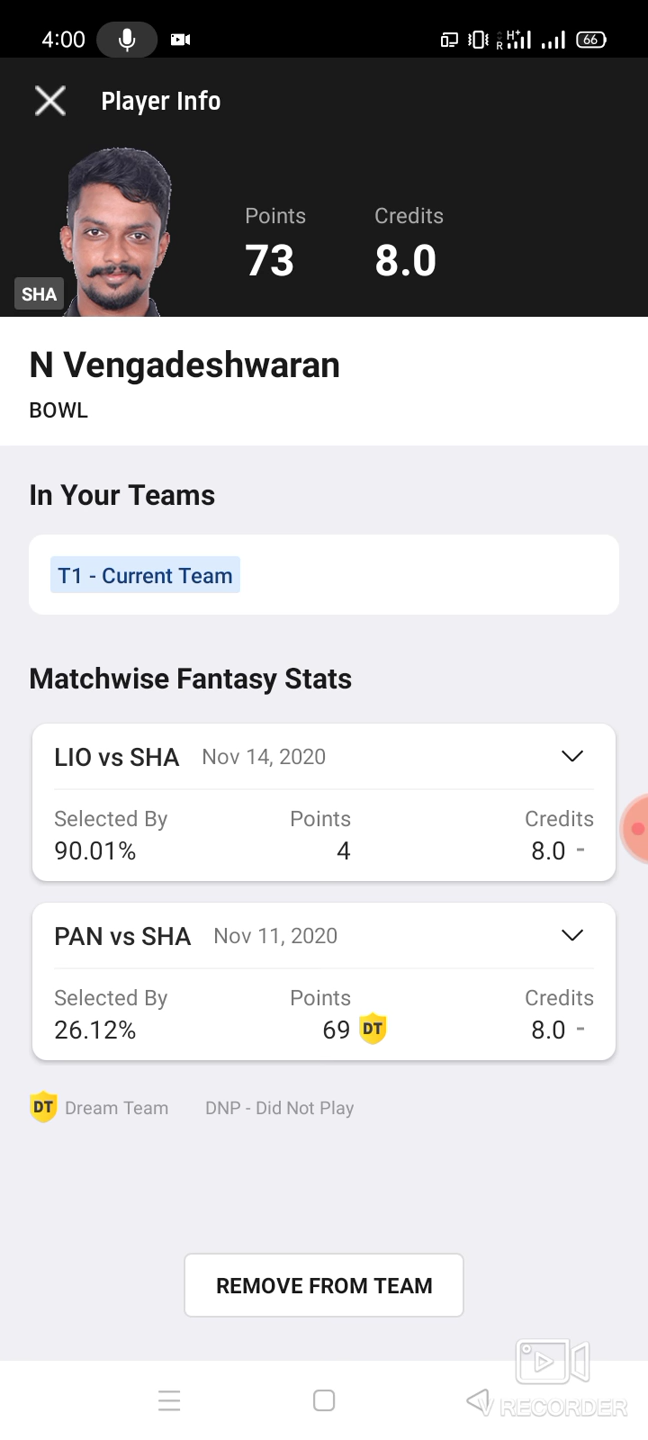 4:00
R H+ 66
Player Info
Points Credits
73 8.0
SHA
N Vengadeshwaran
BOWL
In Your Teams
T1 - Current Team
Matchwise Fantasy Stats
LIO vs SHA Nov 14, 2020
Selected By Points Credits
90.01% 4 8.0 -
PAN vs SHA Nov 11, 2020
Selected By Points Credits
26.12% 69 DT 8.0 -
DT Dream Team DNP - Did Not Play
REMOVE FROM TEAM
V RECORDER